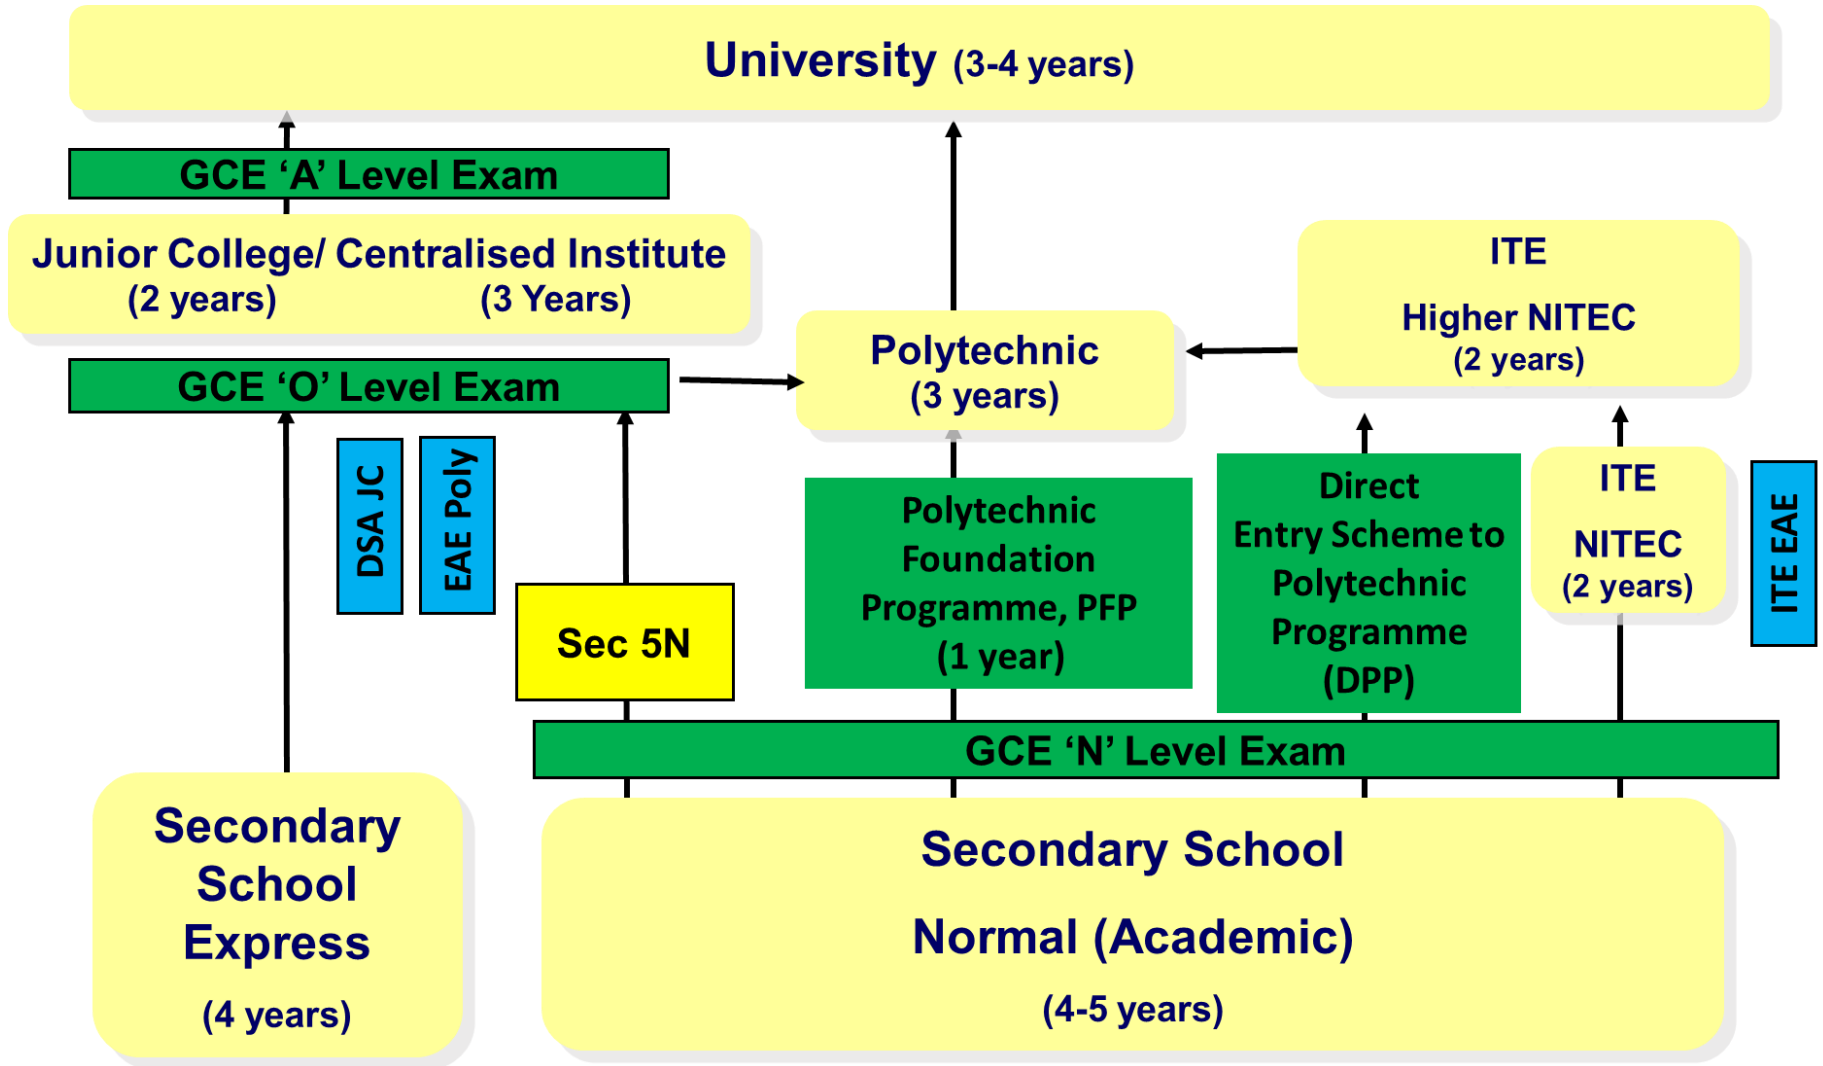 University (3-4 years)
GCE ‘A’ Level Exam
Junior College/ Centralised Institute
(2 years) (3 Years)
ITE
Higher NITEC
(2 years)
Polytechnic
(3 years)
GCE ‘O’ Level Exam
DSA JC
EAE Poly
Sec 5N
Polytechnic
Foundation
Programme, PFP
(1 year)
Direct
Entry Scheme to
Polytechnic
Programme
(DPP)
ITE
NITEC
(2 years)
ITE EAE
GCE ‘N’ Level Exam
Secondary
School
Express
(4 years)
Secondary School
Normal (Academic)
(4-5 years)